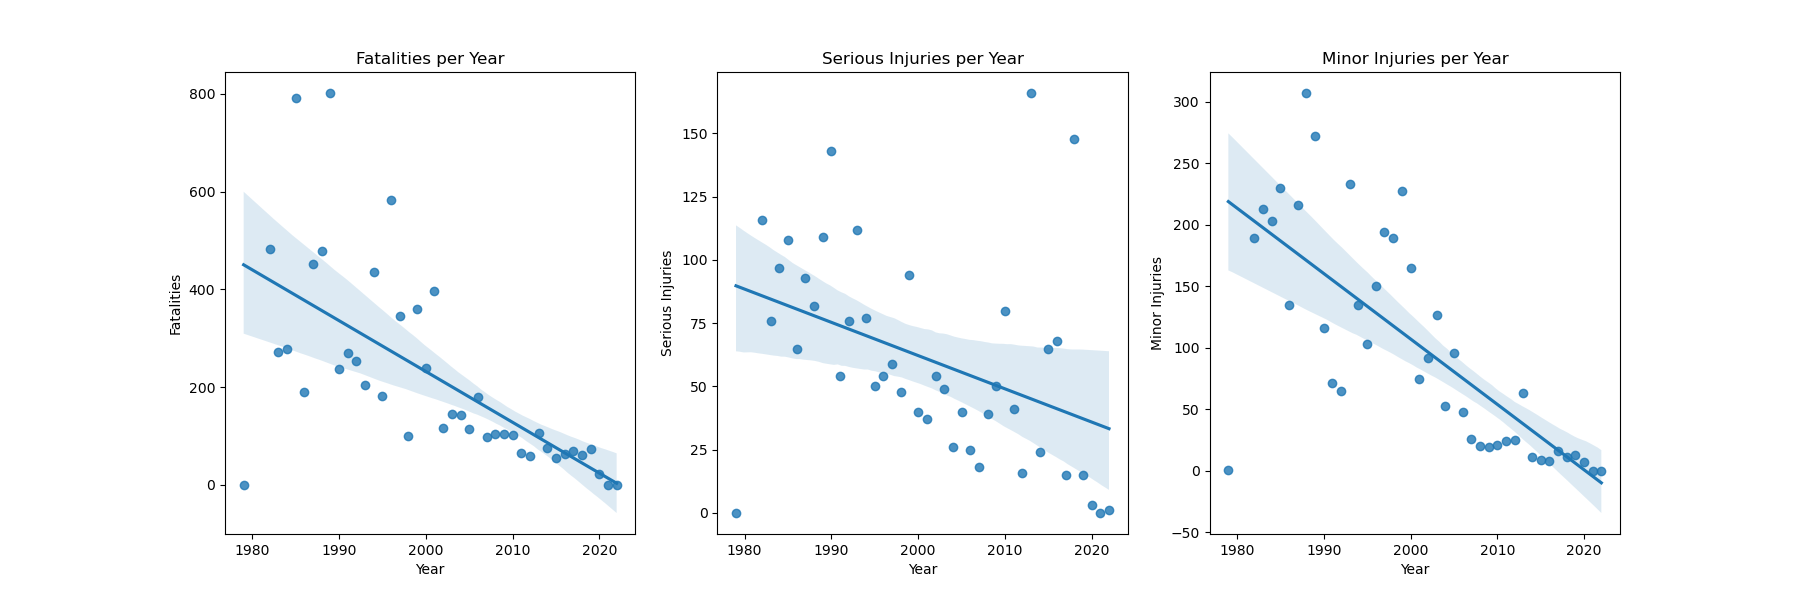 Fatalities per Year
800
600
400
200
0
Fatalities
1980 1990 2000 2010 2020
Year
Serious Injuries per Year
150
125
100
75
50
25
0
Serious Injuries
1980 1990 2000 2010 2020
Year
Minor Injuries per Year
300
250
200
150
100
50
0
−50
Minor Injuries
1980 1990 2000 2010 2020
Year